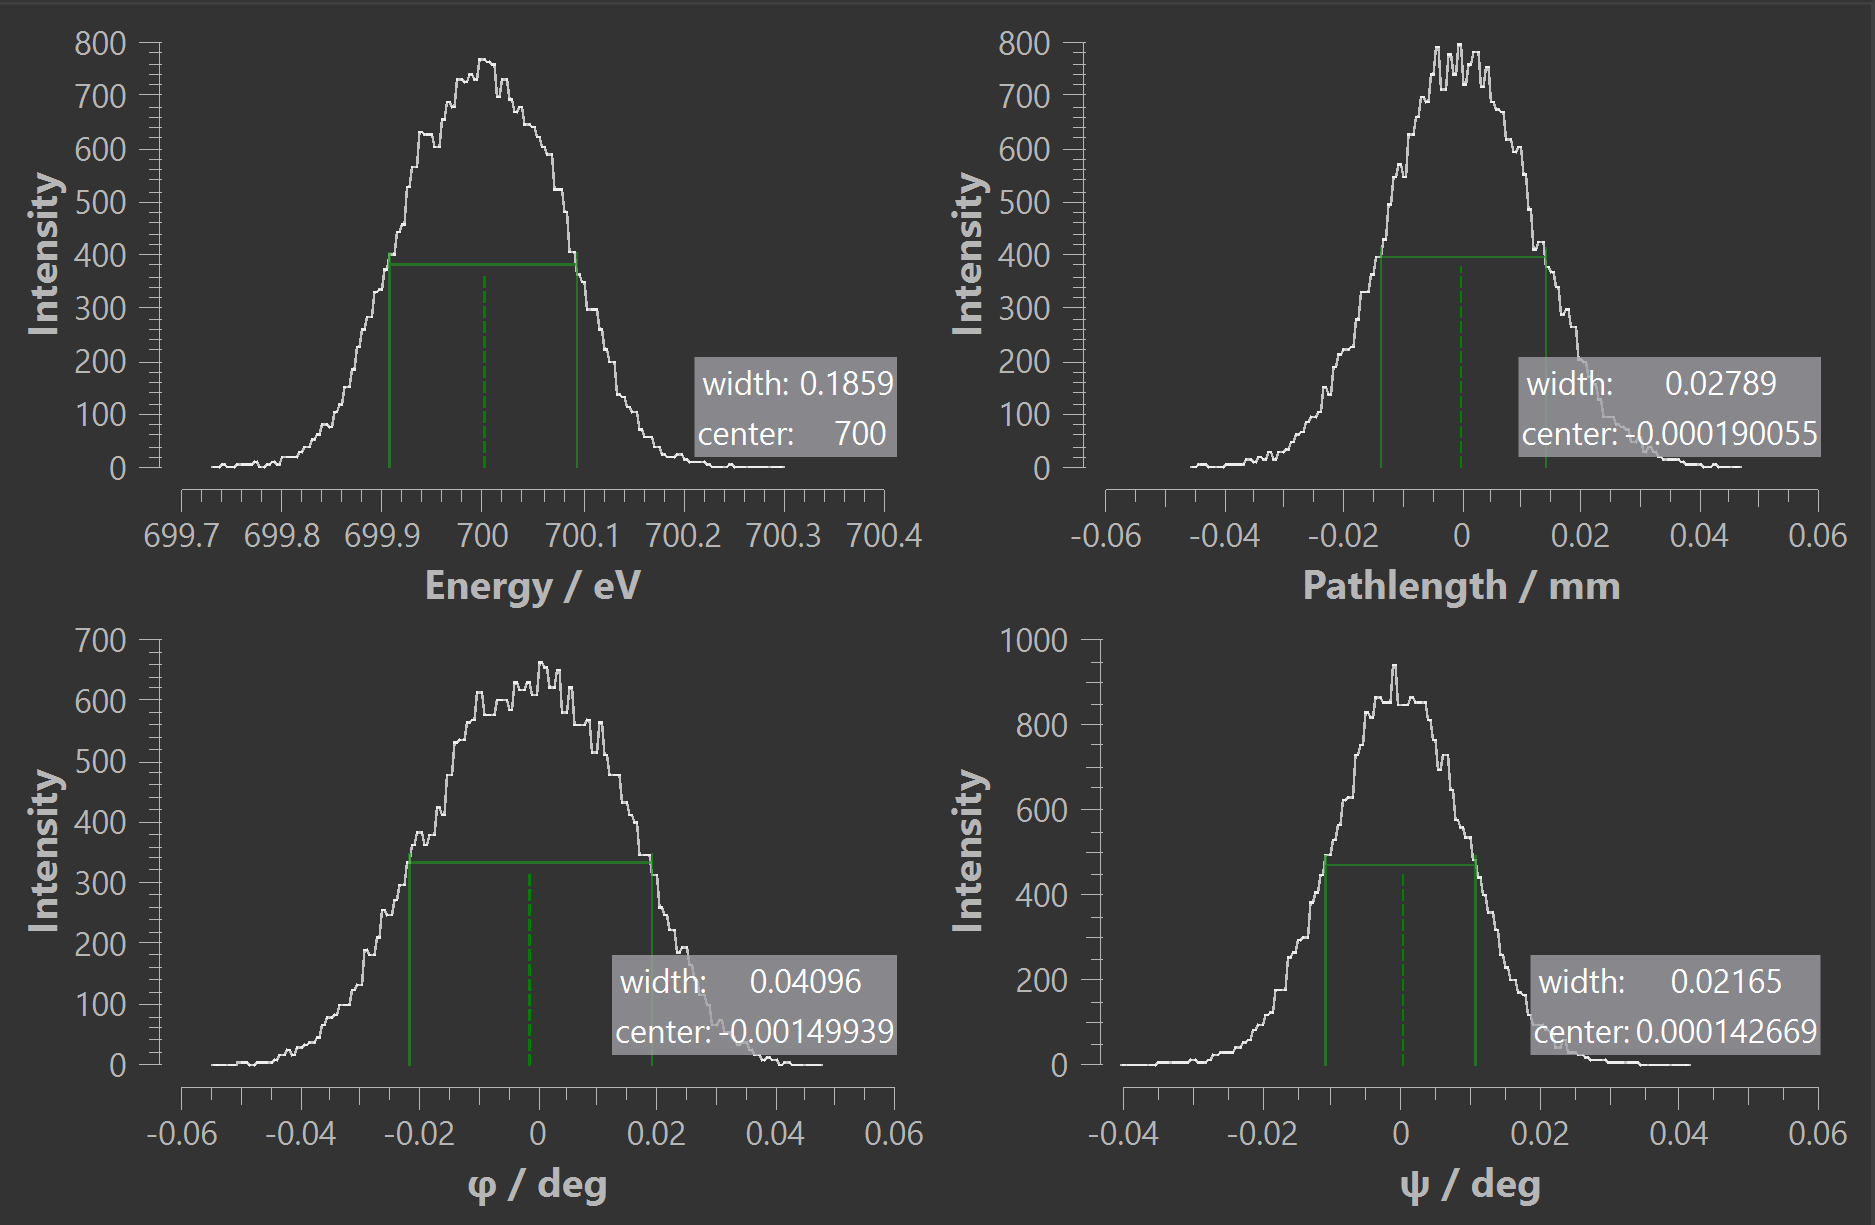 800
700
600
500
400
300
200
100
0
Intensity
width: 0.1859
center: 700
699.7 699.8 699.9 700 700.1 700.2 700.3 700.4
Energy / eV
800
700
600
500
400
300
200
100
0
Intensity
width: 0.02789
center: -0.000190055
-0.06 -0.04 -0.02 0 0.02 0.04 0.06
Pathlength / mm
700
600
500
400
300
200
100
0
Intensity
width: 0.04096
center: -0.00149939
-0.06 -0.04 -0.02 0 0.02 0.04 0.06
φ / deg
1000
800
600
400
200
0
Intensity
width: 0.02165
center: 0.000142669
-0.04 -0.02 0 0.02 0.04 0.06
ψ / deg